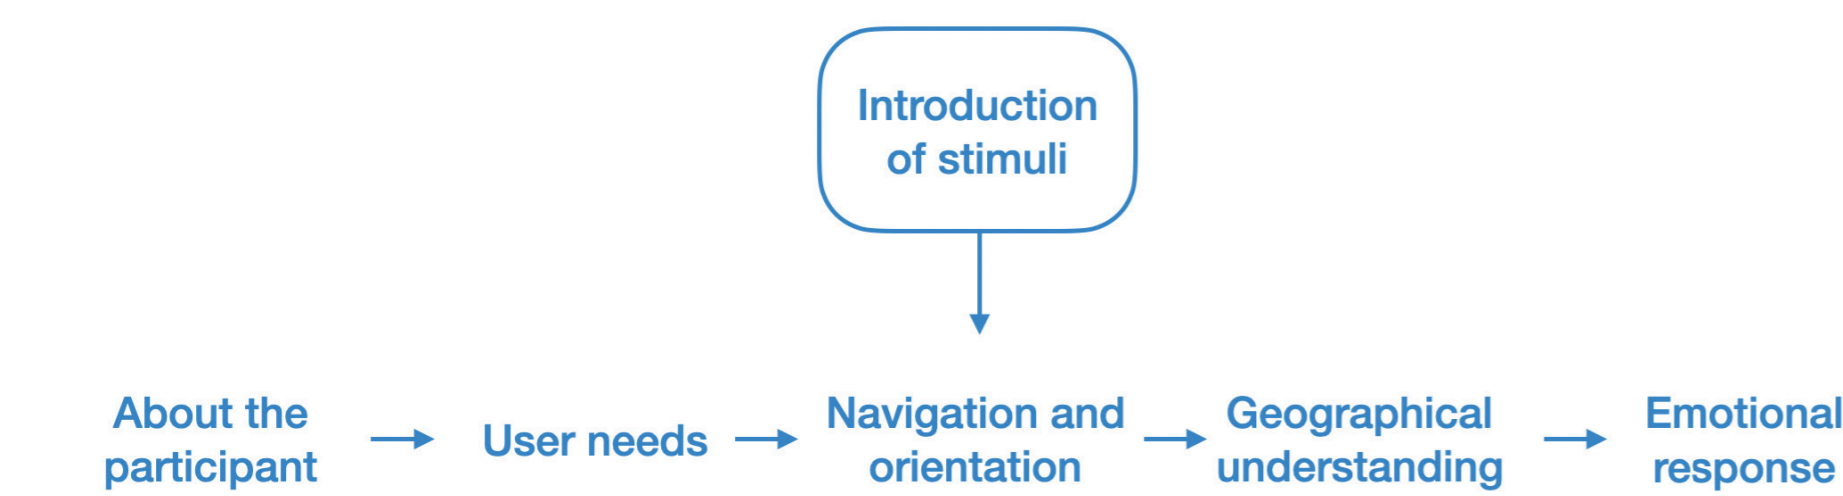 Introduction
of stimuli
About the
participant
User needs
Navigation and
orientation
Geographical
understanding
Emotional
response